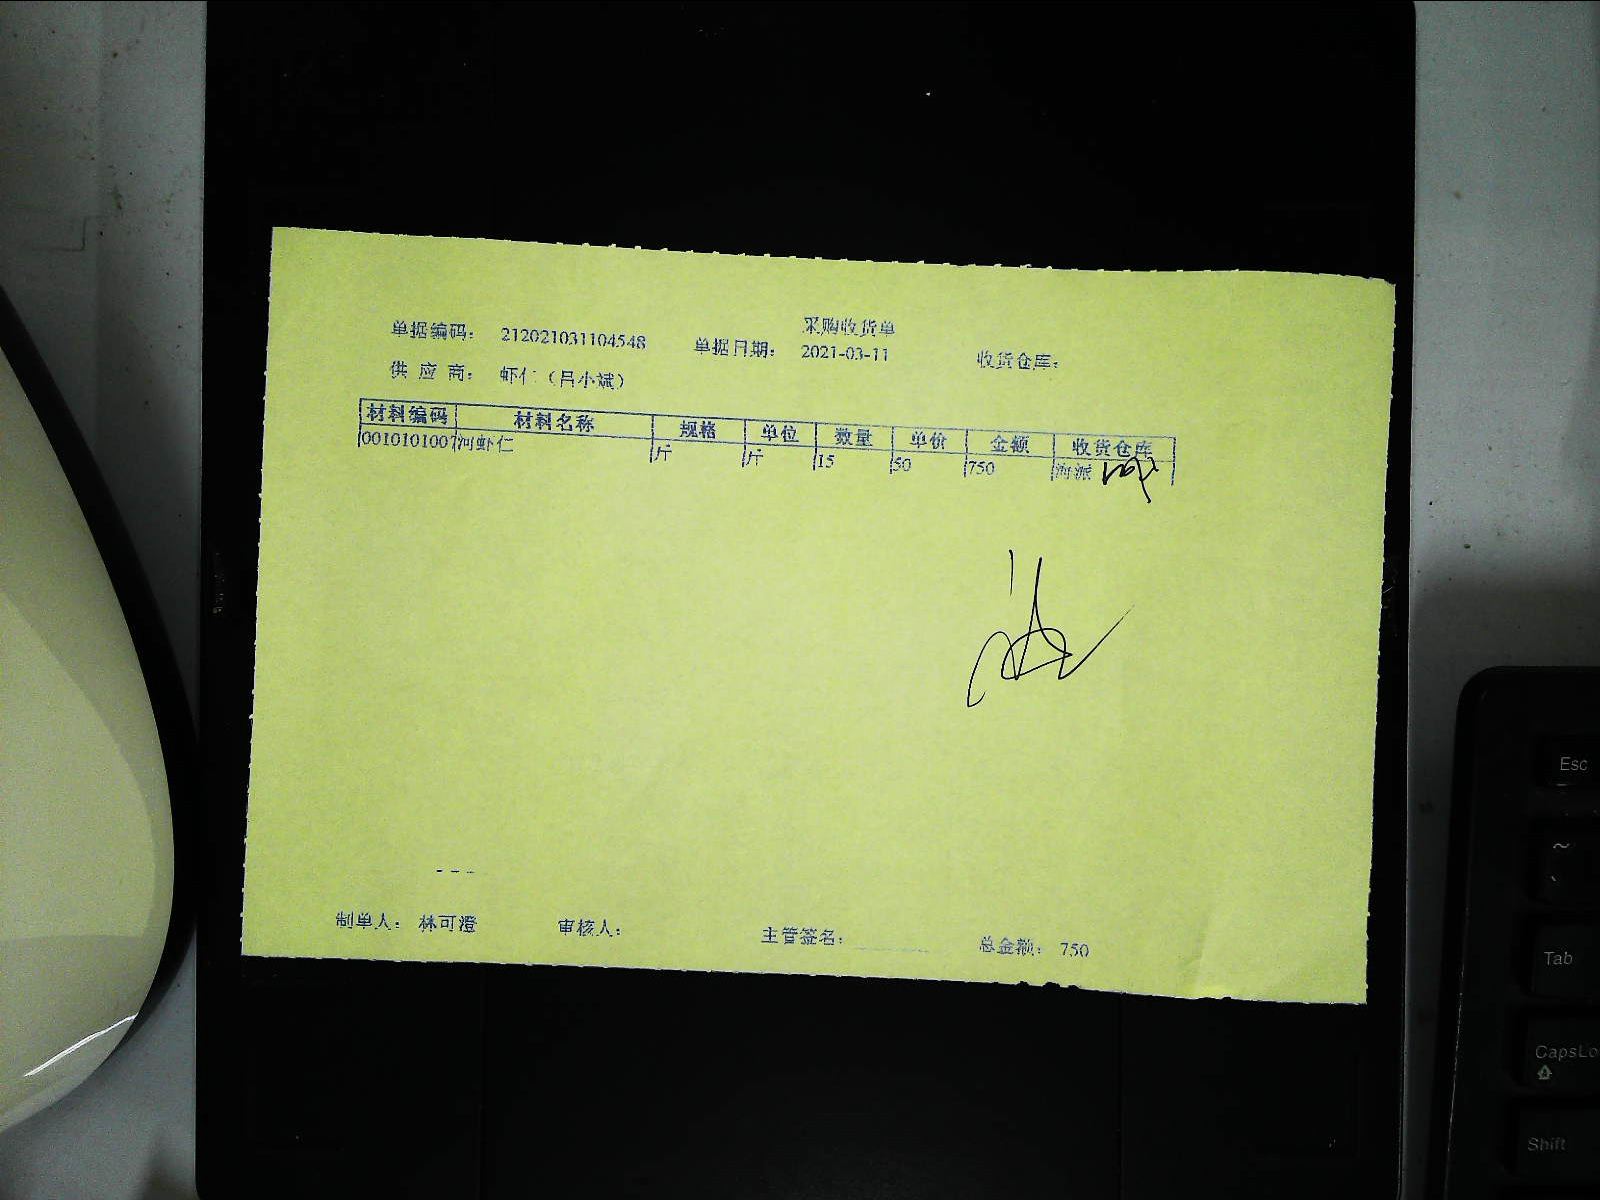 采购收货单
单据编码: 212021031104548 单据日期: 2021-03-11 收货仓库:
供 应 商: 虾仁 (吕小斌)
材料编码 材料名称 规格 单位 数量 单价 金额 收货仓库
0010101007 河虾仁 斤 斤 15 50 750 海派
制单人: 林可澄 审核人: 主管签名: 总金额: 750
Esc
~
Tab
CapsLo
Shift